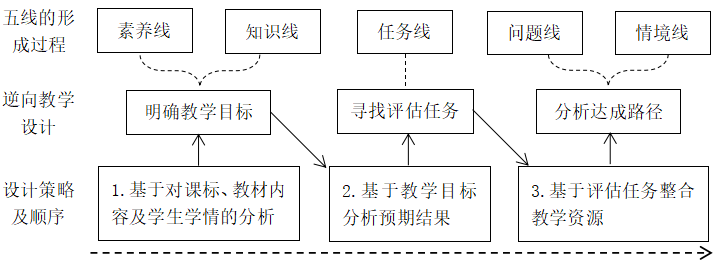 五线的形
成过程
素养线
知识线
任务线
问题线
情境线
逆向教学
设计
明确教学目标
寻找评估任务
分析达成路径
设计策略
及顺序
1. 基于对课标、教材内
容及学生学情的分析
2. 基于教学目标
分析预期结果
3. 基于评估任务整合
教学资源